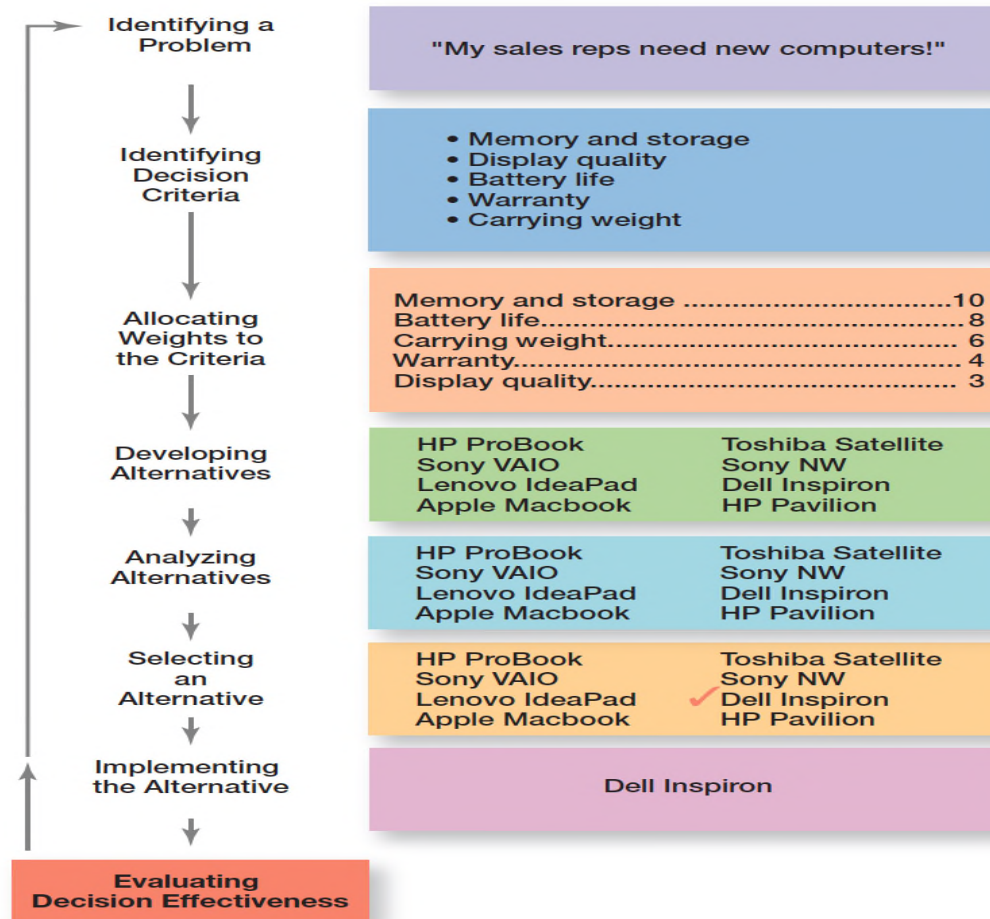 Identifying a
Problem
"My sales reps need new computers!"
Identifying
Decision
Criteria
• Memory and storage
• Display quality
• Battery life
• Warranty
• Carrying weight
Allocating
Weights to
the Criteria
Memory and storage ................................10
Battery life.................................................. 8
Carrying weight.......................................... 6
Warranty..................................................... 4
Display quality............................................ 3
Developing
Alternatives
HP ProBook Toshiba Satellite
Sony VAIO Sony NW
Lenovo IdeaPad Dell Inspiron
Apple Macbook HP Pavilion
Analyzing
Alternatives
HP ProBook Toshiba Satellite
Sony VAIO Sony NW
Lenovo IdeaPad Dell Inspiron
Apple Macbook HP Pavilion
Selecting
an
Alternative
HP ProBook Toshiba Satellite
Sony VAIO Sony NW
Lenovo IdeaPad ✓ Dell Inspiron
Apple Macbook HP Pavilion
Implementing
the Alternative
Dell Inspiron
Evaluating
Decision Effectiveness